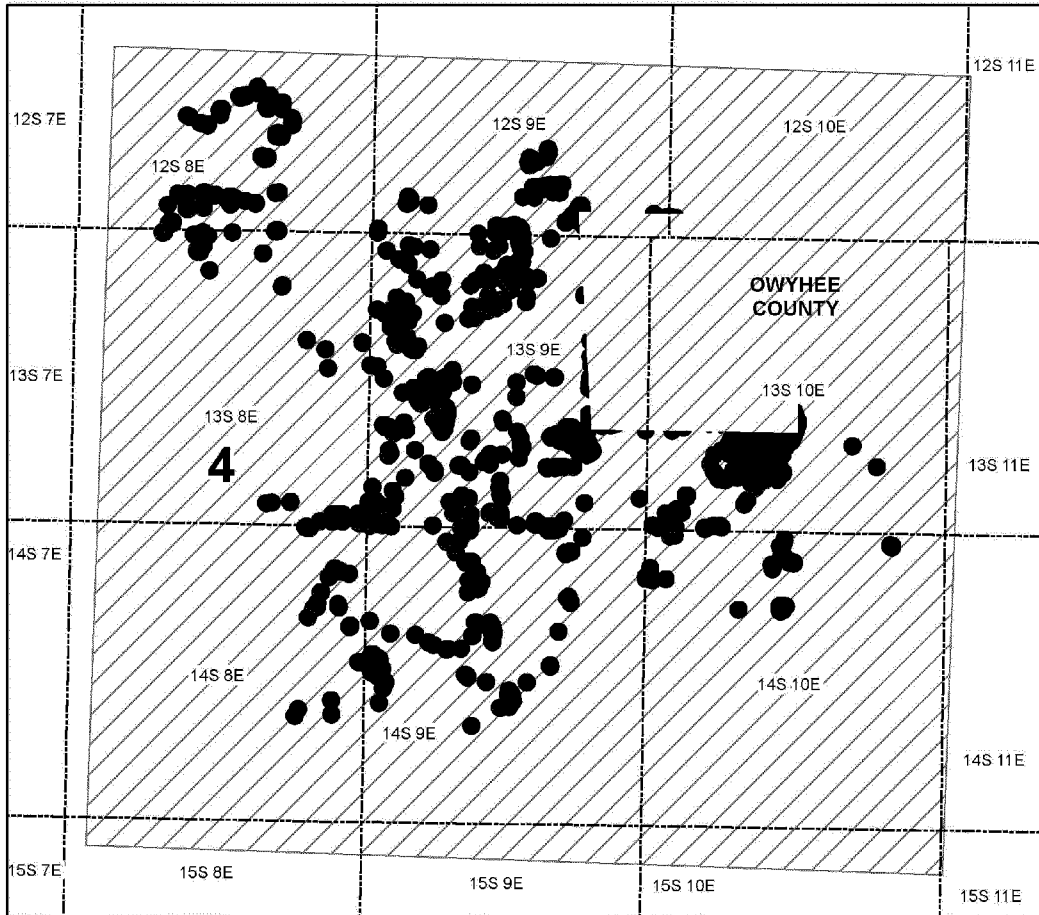 12S 11E
12S 7E
12S 9E
12S 10E
12S 8E
OWYHEE
COUNTY
13S 9E
13S 7E
13S 10E
13S 8E
4
13S 11E
14S 7E
14S 8E
14S 10E
14S 9E
14S 11E
15S 7E
15S 8E
15S 9E
15S 10E
15S 11E